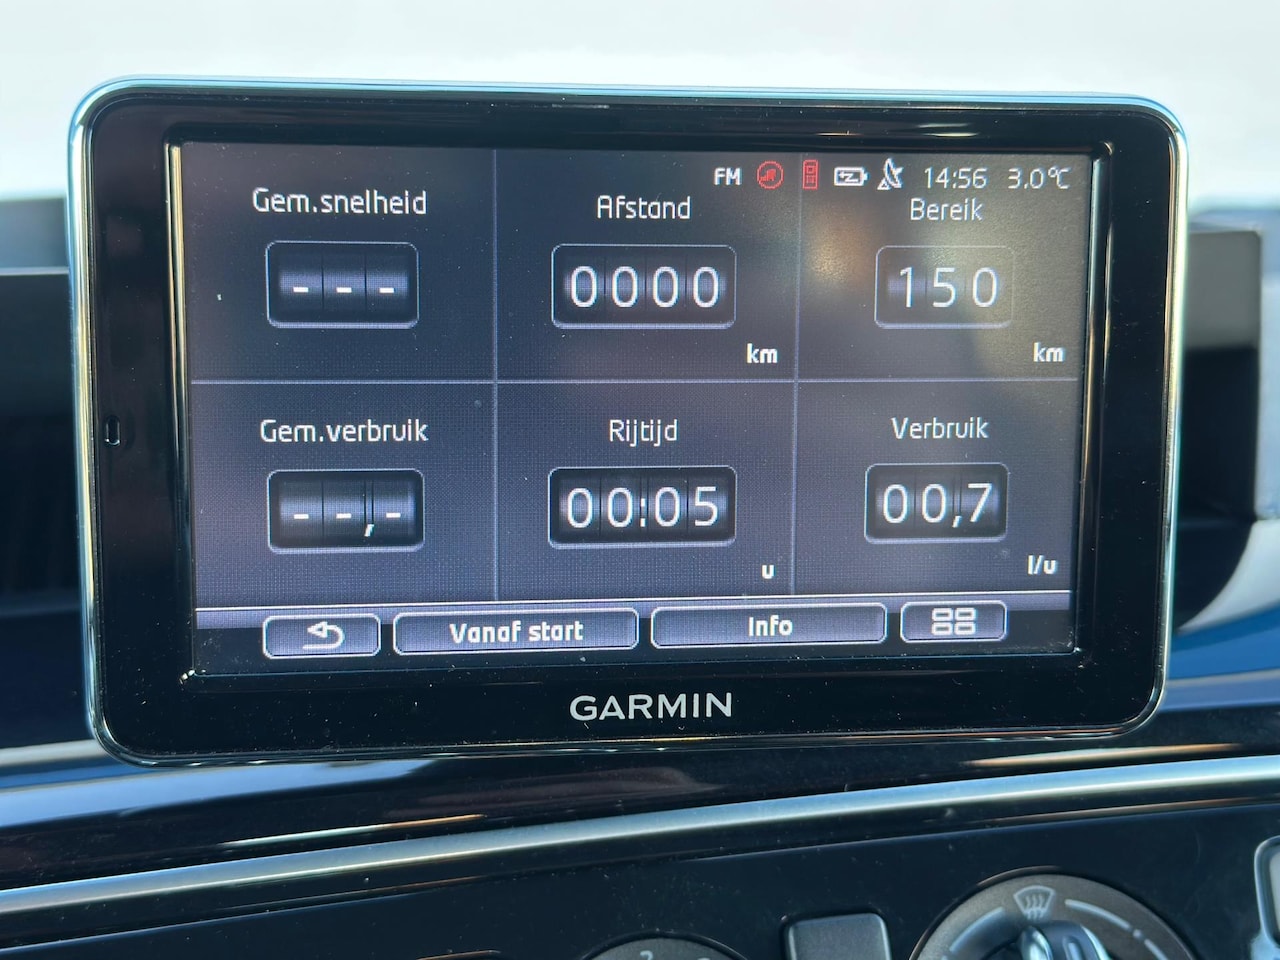 FM 14:56 3.0°C
Gem.snelheid Afstand Bereik
- - - 0000 150
km km
Gem.verbruik Rijtijd Verbruik
- -,- 00:05 00,7
u l/u
Vanaf start Info
GARMIN